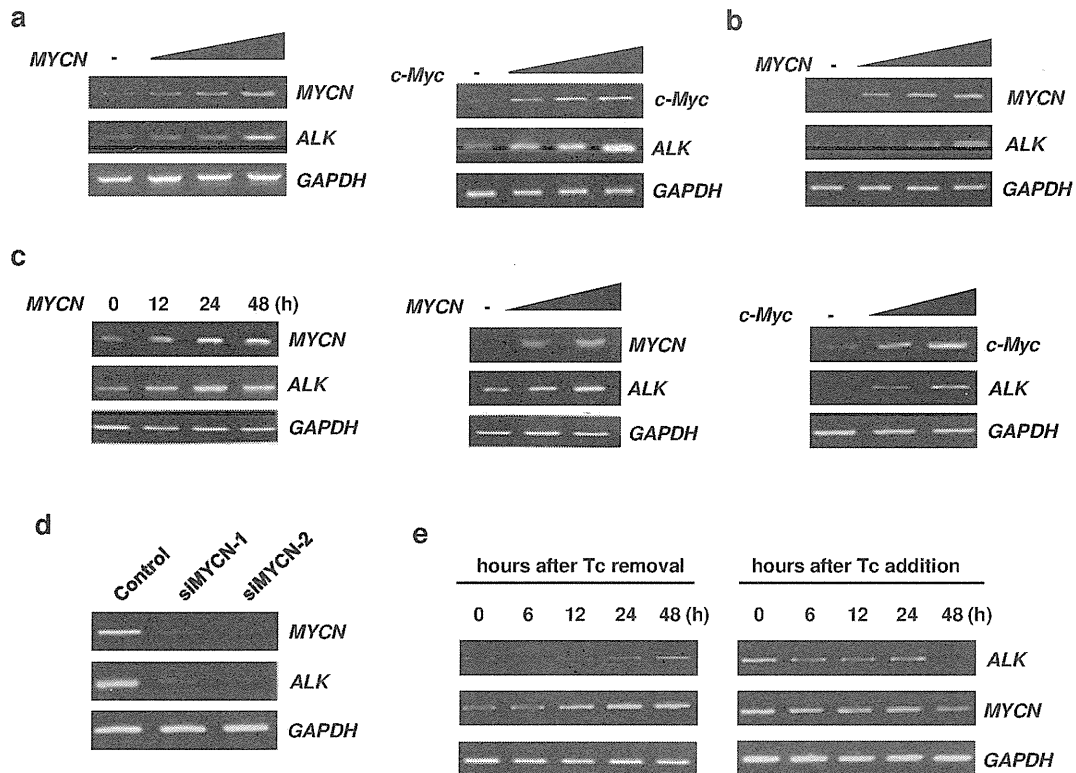 a
MYCN -
MYCN
ALK
GAPDH
c-Myc -
c-Myc
ALK
GAPDH
b
MYCN -
MYCN
ALK
GAPDH
c
MYCN 0 12 24 48 (h)
MYCN
ALK
GAPDH
MYCN -
MYCN
ALK
GAPDH
c-Myc -
c-Myc
ALK
GAPDH
d
Control siMYCN-1 siMYCN-2
MYCN
ALK
GAPDH
e
hours after Tc removal
0 6 12 24 48 (h)
hours after Tc addition
0 6 12 24 48 (h)
ALK
MYCN
GAPDH